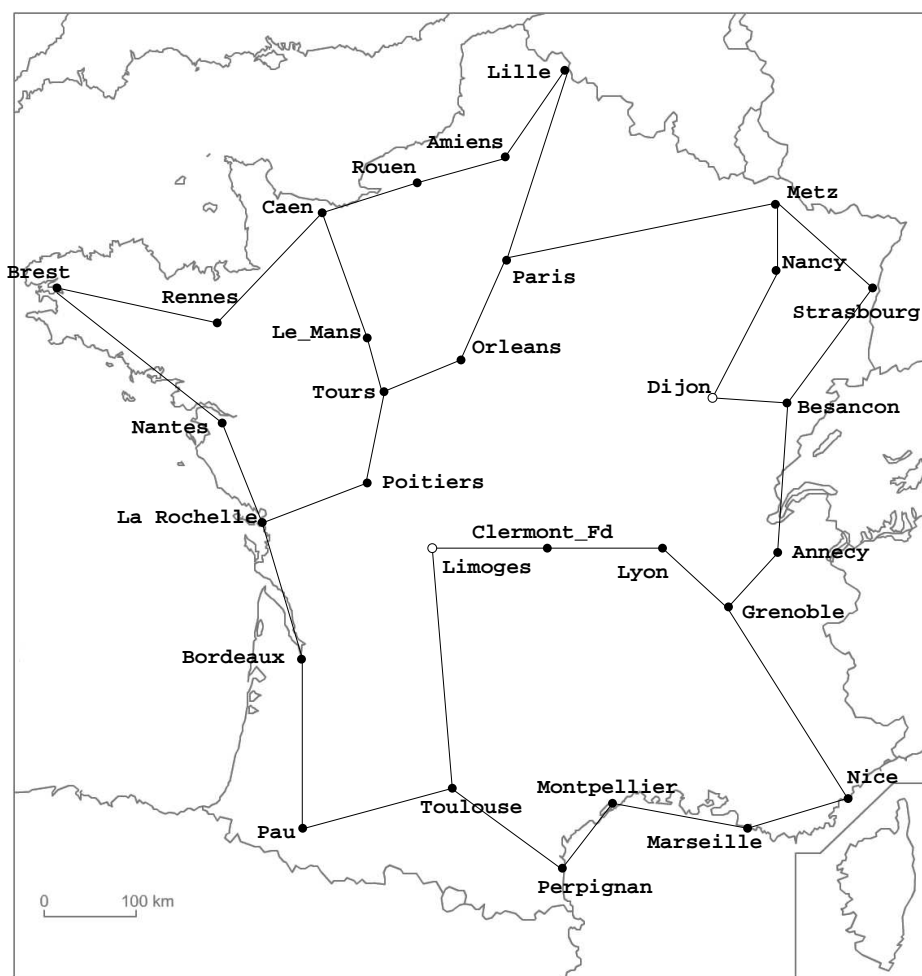 Lille
Amiens
Rouen
Metz
Caen
Brest
Paris
Nancy
Rennes
Strasbourg
Le_Mans
Orleans
Dijon
Tours
Besancon
Nantes
Poitiers
La Rochelle
Clermont_Fd
Annecy
Limoges
Lyon
Grenoble
Bordeaux
Nice
Montpellier
Toulouse
Pau
Marseille
Perpignan
0 100 km